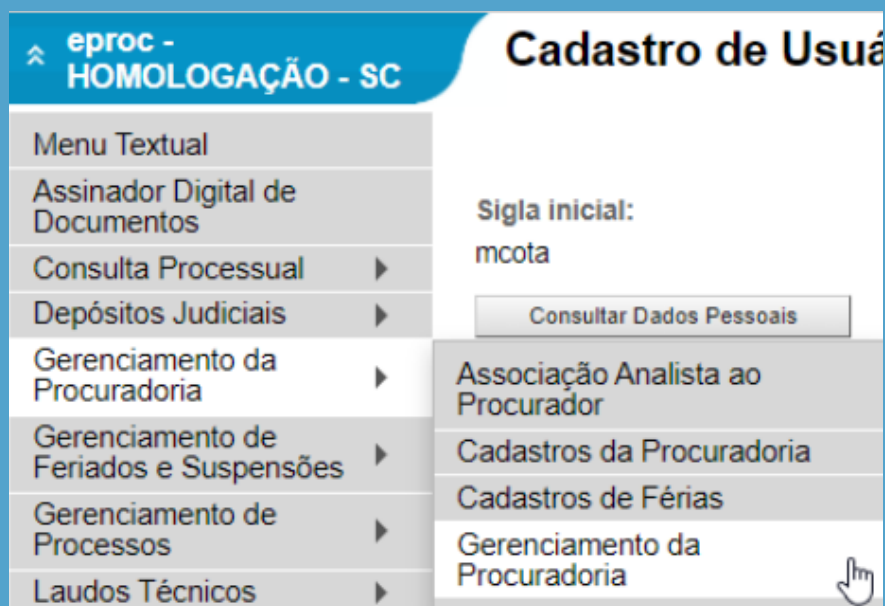 eproc -
HOMOLOGAÇÃO - SC
Cadastro de Usuá
Menu Textual
Assinador Digital de
Documentos
Consulta Processual
Depósitos Judiciais
Gerenciamento da
Procuradoria
Gerenciamento de
Feriados e Suspensões
Gerenciamento de
Processos
Laudos Técnicos
Sigla inicial:
mcota
Consultar Dados Pessoais
Associação Analista ao
Procurador
Cadastros da Procuradoria
Cadastros de Férias
Gerenciamento da
Procuradoria